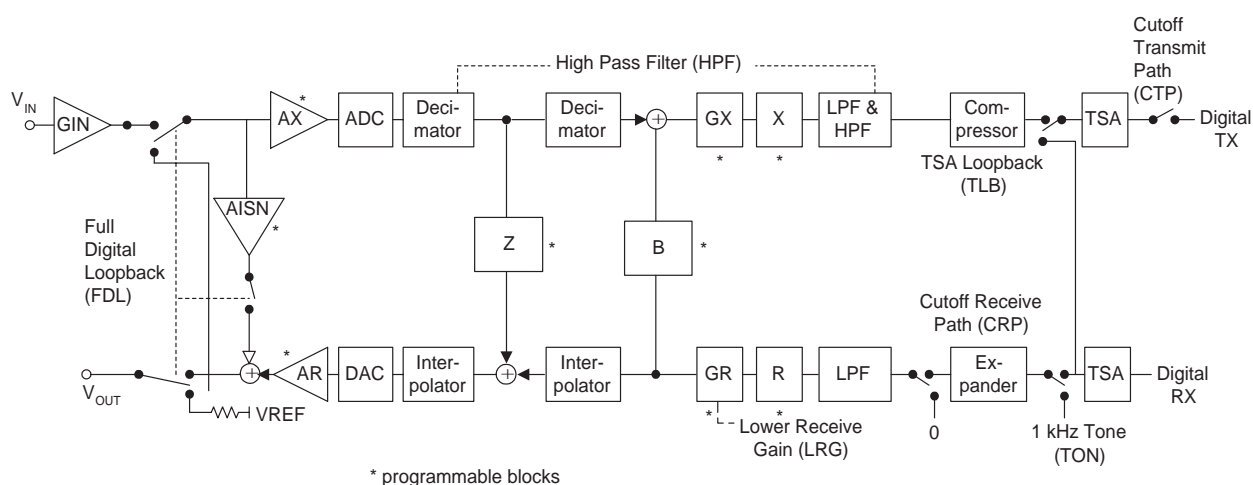 Cutoff
Transmit
Path
(CTP)
High Pass Filter (HPF)
VIN
GIN
AX
*
ADC
Deci-
mator
Deci-
mator
+
GX
*
X
*
LPF &
HPF
Com-
pressor
TSA
Digital
TX
TSA Loopback
(TLB)
AISN
*
Full
Digital
Loopback
(FDL)
Z
*
B
*
Cutoff Receive
Path (CRP)
VOUT
+
*
AR
DAC
Inter-
polator
+
Inter-
polator
GR
*
R
*
LPF
Ex-
pander
TSA
Digital
RX
VREF
Lower Receive
Gain (LRG)
0
1 kHz Tone
(TON)
* programmable blocks